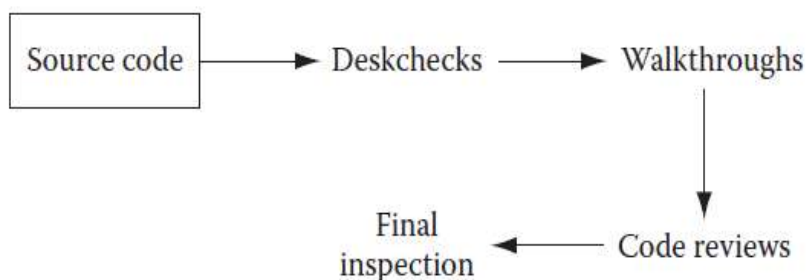 Source code
Deskchecks
Walkthroughs
Code reviews
Final
inspection